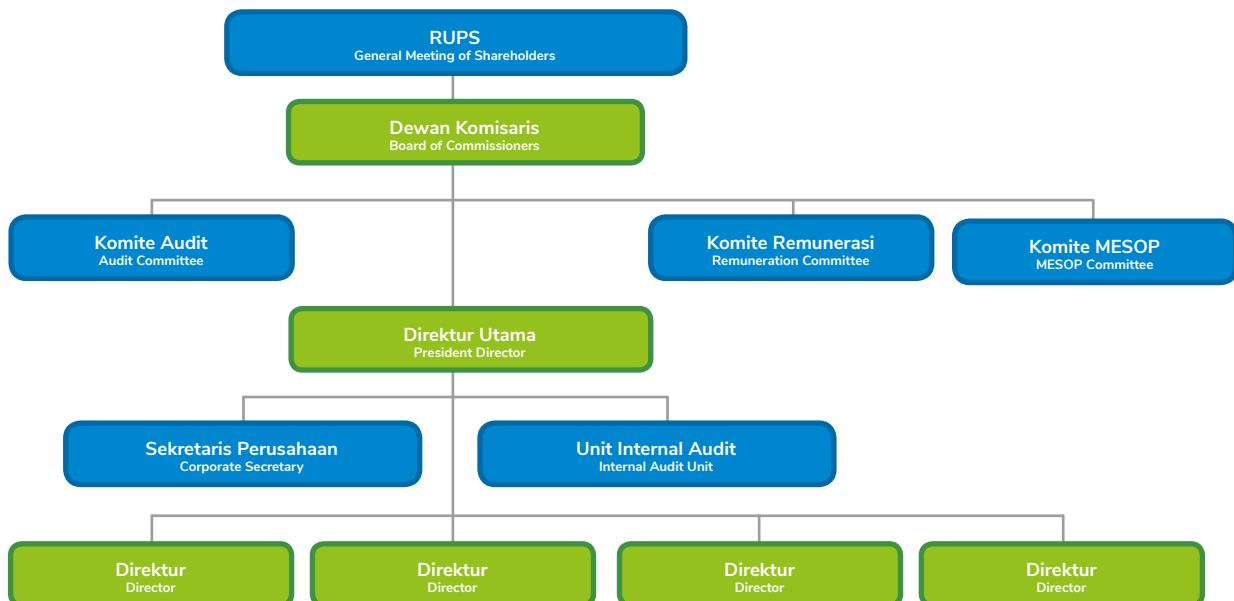 RUPS
General Meeting of Shareholders
Dewan Komisaris
Board of Commissioners
Komite Audit
Audit Committee
Komite Remunerasi
Remuneration Committee
Komite MESOP
MESOP Committee
Direktur Utama
President Director
Sekretaris Perusahaan
Corporate Secretary
Unit Internal Audit
Internal Audit Unit
Direktur
Director
Direktur
Director
Direktur
Director
Direktur
Director